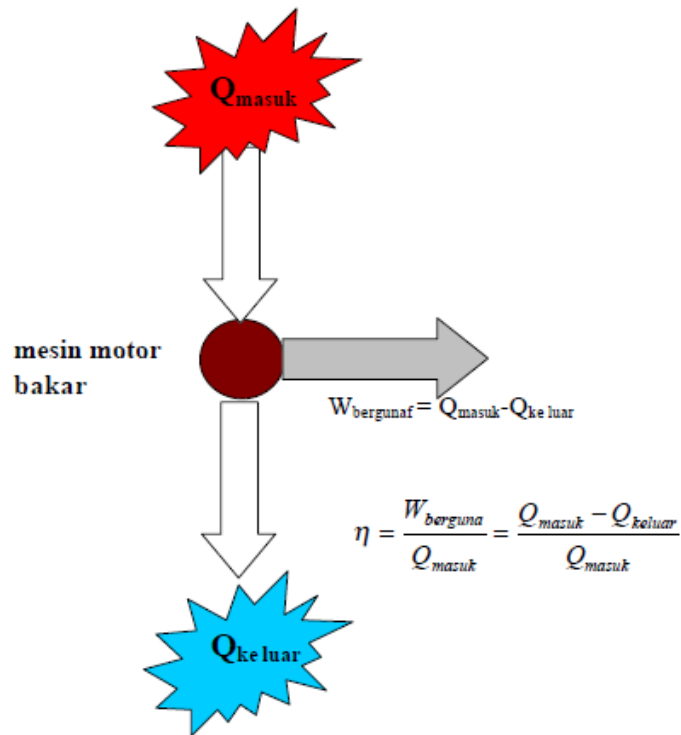 Qmasuk
mesin motor
bakar
Wbergunaf = Qmasuk-Qke luar
η = Wberguna / Qmasuk = Qmasuk − Qkeluar / Qmasuk
Qke luar